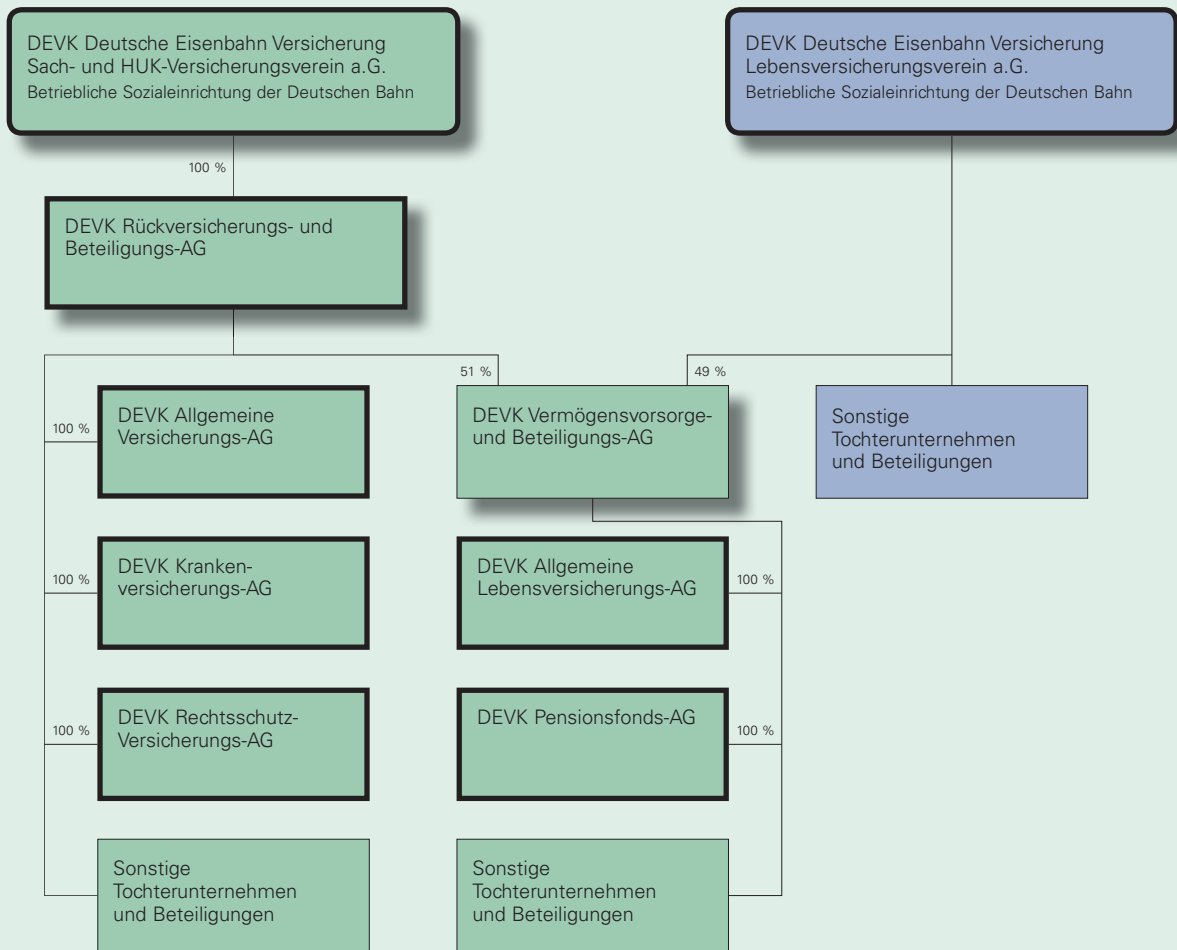 DEVK Deutsche Eisenbahn Versicherung
Sach- und HUK-Versicherungsverein a.G.
Betriebliche Sozialeinrichtung der Deutschen Bahn
DEVK Deutsche Eisenbahn Versicherung
Lebensversicherungsverein a.G.
Betriebliche Sozialeinrichtung der Deutschen Bahn
100 %
DEVK Rückversicherungs- und
Beteiligungs-AG
51 %
49 %
100 %
DEVK Allgemeine
Versicherungs-AG
DEVK Vermögensvorsorge-
und Beteiligungs-AG
Sonstige
Tochterunternehmen
und Beteiligungen
100 %
DEVK Kranken-
versicherungs-AG
DEVK Allgemeine
Lebensversicherungs-AG
100 %
100 %
DEVK Rechtsschutz-
Versicherungs-AG
DEVK Pensionsfonds-AG
100 %
Sonstige
Tochterunternehmen
und Beteiligungen
Sonstige
Tochterunternehmen
und Beteiligungen